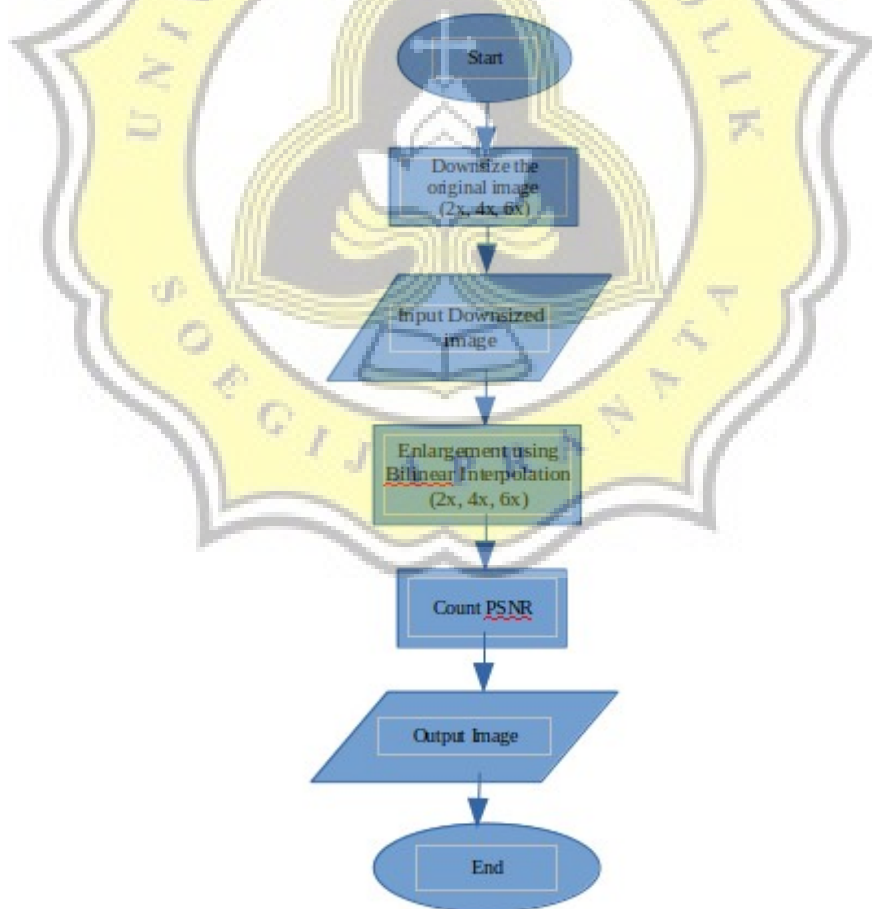 Start
Downsize the
original image
(2x, 4x, 6x)
Input Downsized
image
Enlargement using
Bilinear Interpolation
(2x, 4x, 6x)
Count PSNR
Output Image
End
SOEGIJAPRANATA